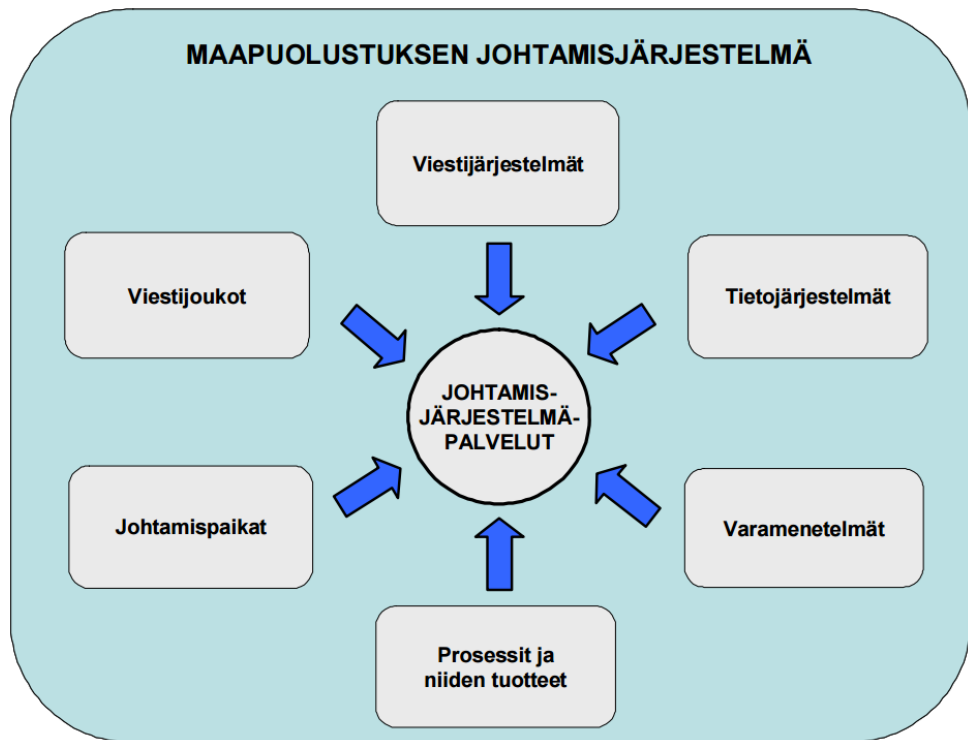 MAAPUOLUSTUKSEN JOHTAMISJÄRJESTELMÄ
Viestijärjestelmät
Viestijoukot
Tietojärjestelmät
JOHTAMIS-
JÄRJESTELMÄ-
PALVELUT
Johtamispaikat
Varamenetelmät
Prosessit ja
niiden tuotteet